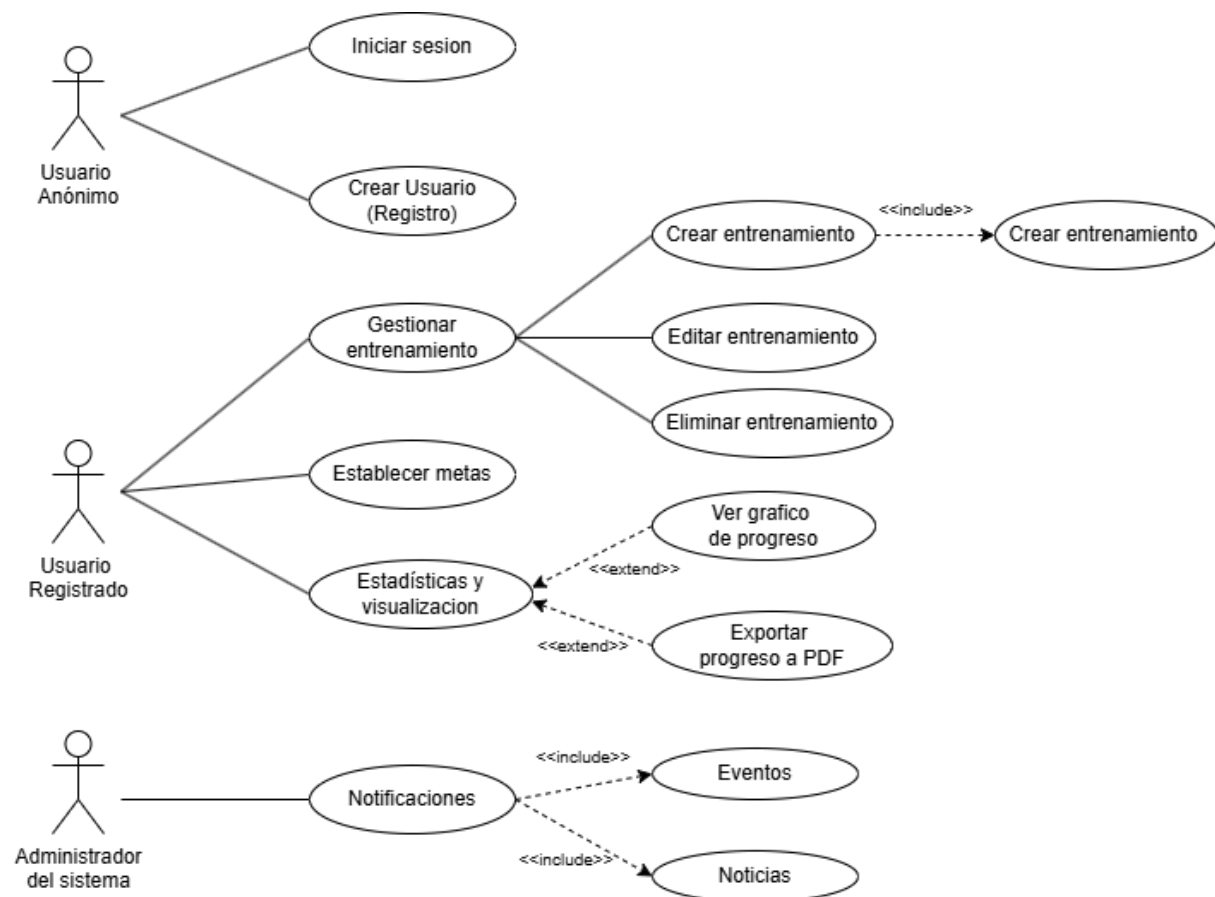 Iniciar sesion
Usuario
Anónimo
Crear Usuario
(Registro)
Crear entrenamiento
<<include>>
Crear entrenamiento
Gestionar
entrenamiento
Editar entrenamiento
Eliminar entrenamiento
Usuario
Registrado
Establecer metas
Ver grafico
de progreso
<<extend>>
Estadísticas y
visualizacion
<<extend>>
Exportar
progreso a PDF
Administrador
del sistema
Notificaciones
<<include>>
Eventos
<<include>>
Noticias